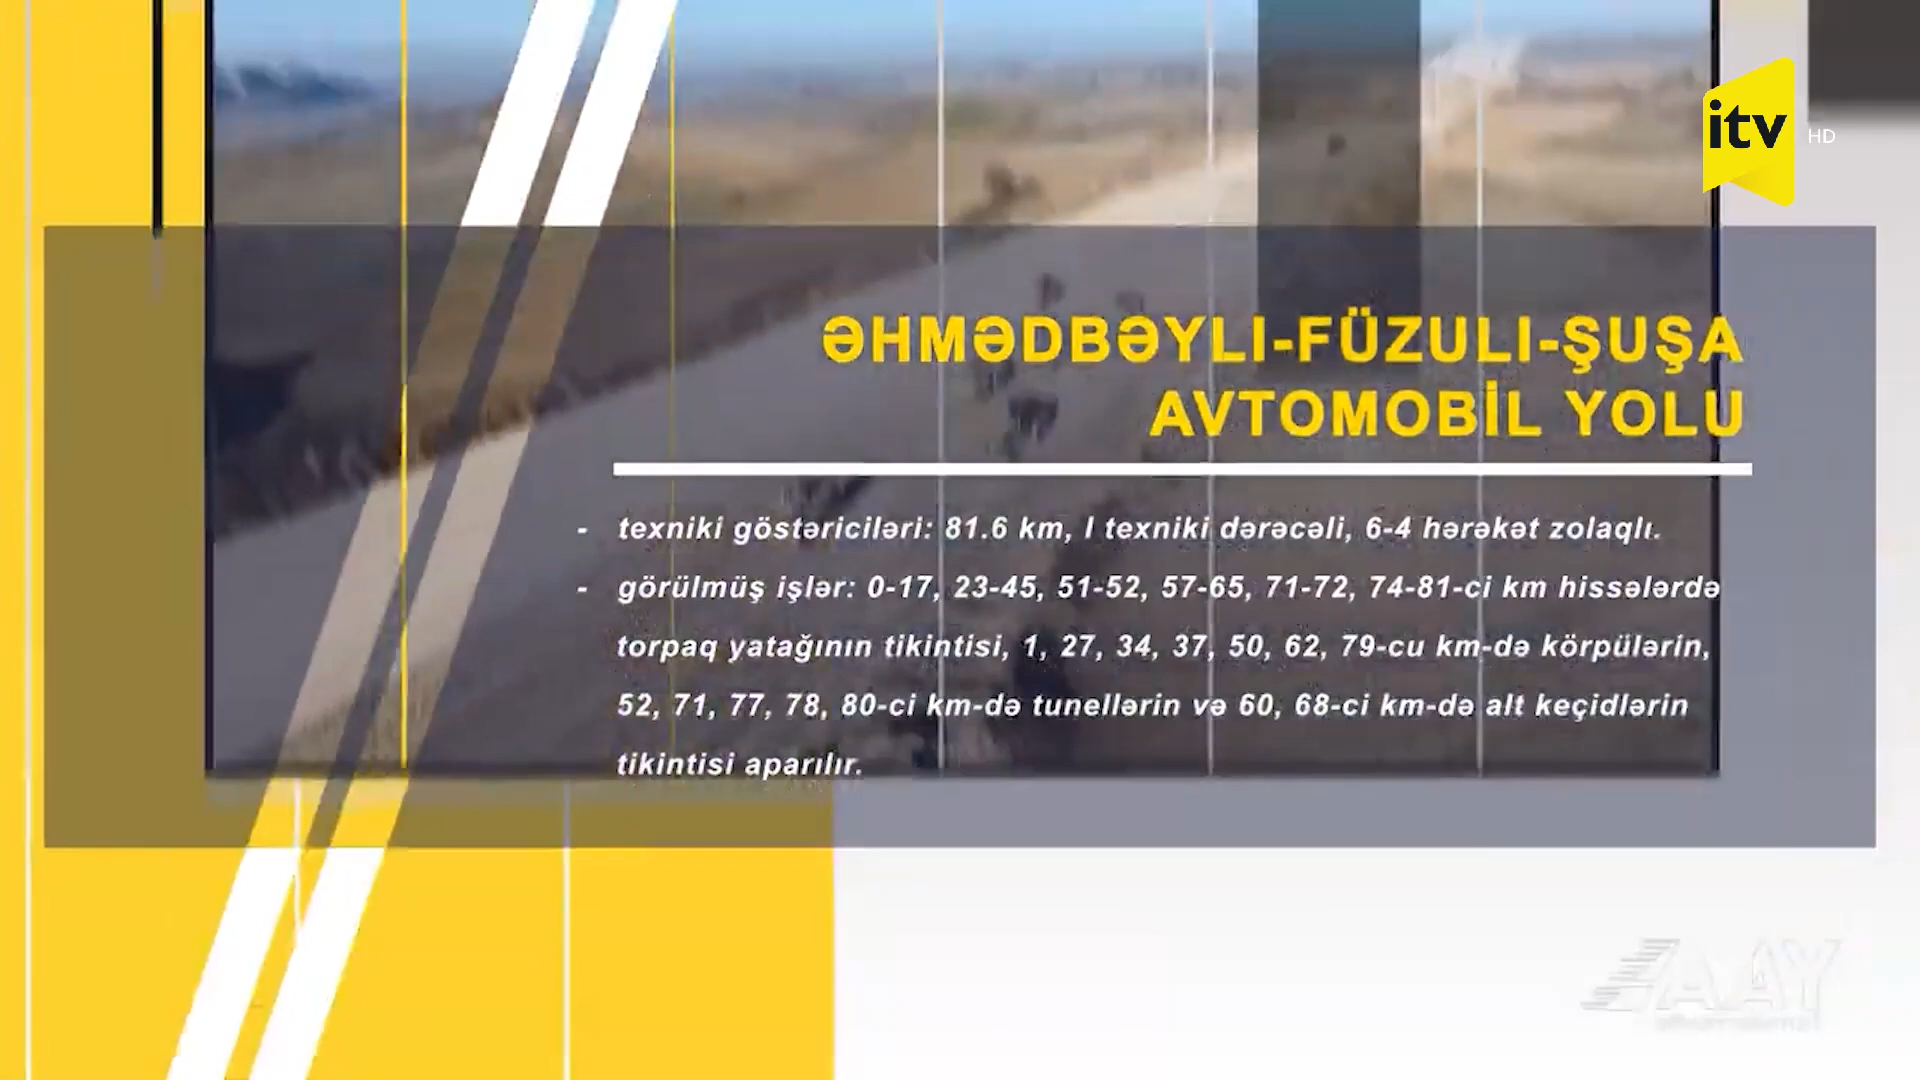 itv HD
ƏHMƏDBƏYLI-FÜZULI-ŞUŞA
AVTOMOBİL YOLU
- texniki göstəriciləri: 81.6 km, I texniki dərəcəli, 6-4 hərəkət zolaqlı.
- görülmüş işlər: 0-17, 23-45, 51-52, 57-65, 71-72, 74-81-ci km hissələrdə
torpaq yatağının tikintisi, 1, 27, 34, 37, 50, 62, 79-cu km-də körpülərin,
52, 71, 77, 78, 80-ci km-də tunellərin və 60, 68-ci km-də alt keçidlərin
tikintisi aparılır.
AAY